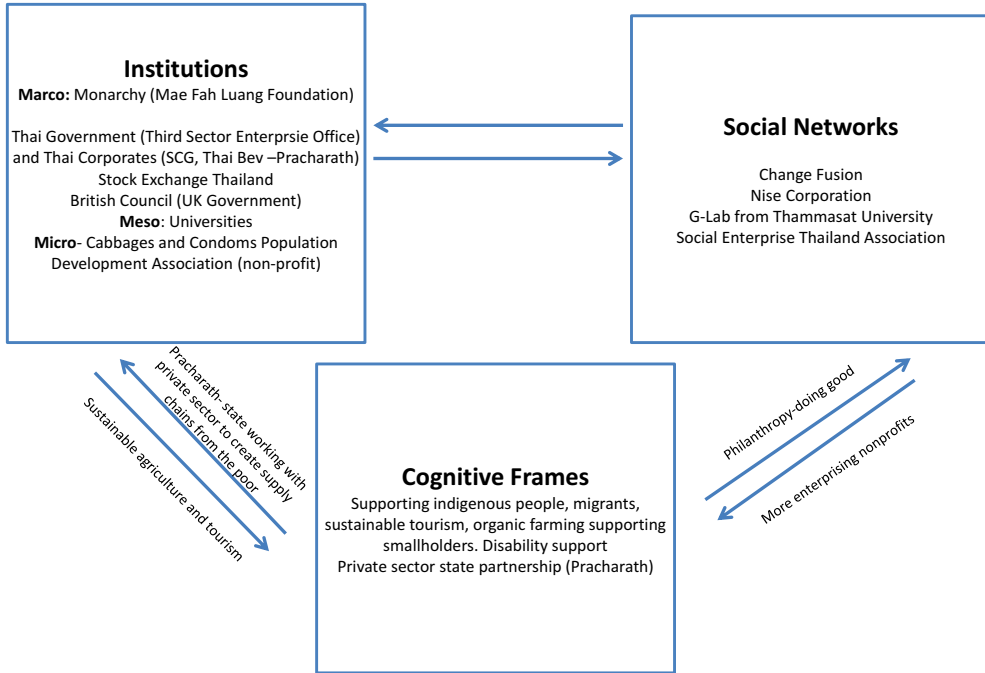 Institutions
Marco: Monarchy (Mae Fah Luang Foundation)
Thai Government (Third Sector Enterprsie Office)
and Thai Corporates (SCG, Thai Bev –Pracharath)
Stock Exchange Thailand
British Council (UK Government)
Meso: Universities
Micro- Cabbages and Condoms Population
Development Association (non-profit)
Social Networks
Change Fusion
Nise Corporation
G-Lab from Thammasat University
Social Enterprise Thailand Association
Pracharath- state working with
private sector to create supply
chains from the poor
Sustainable agriculture and tourism
Cognitive Frames
Supporting indigenous people, migrants,
sustainable tourism, organic farming supporting
smallholders. Disability support
Private sector state partnership (Pracharath)
Philanthropy-doing good
More enterprising nonprofits